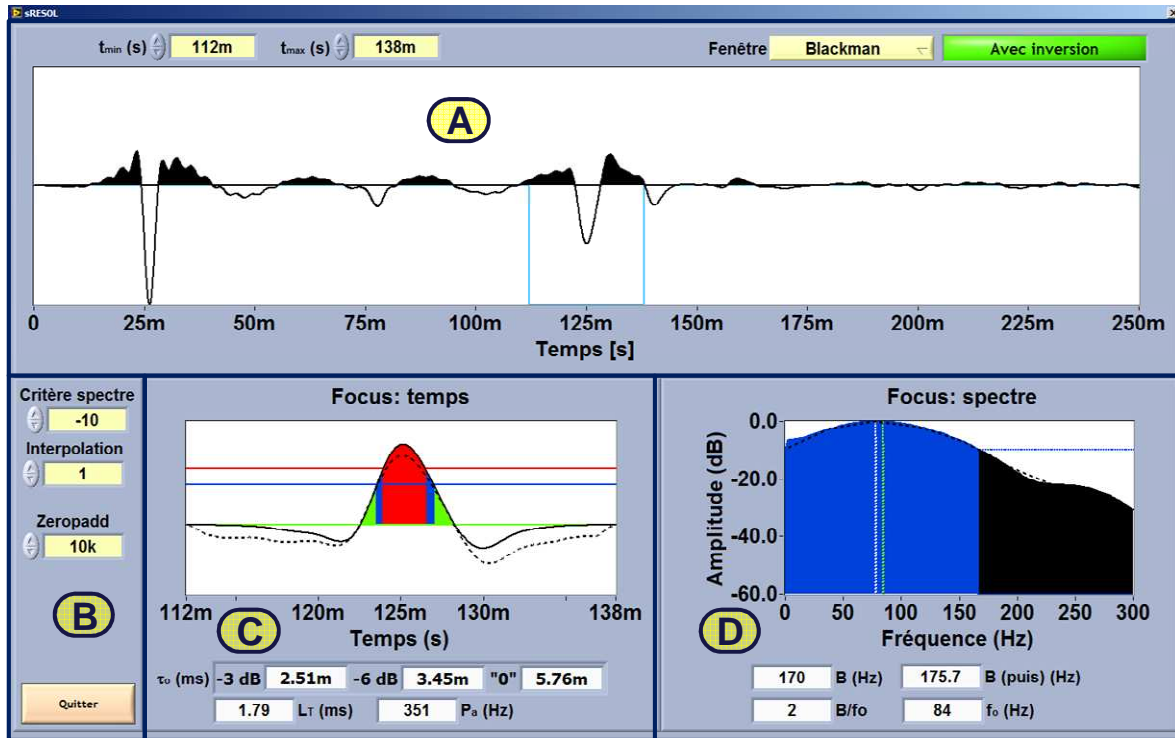 sRESOL
tmin (s) 112m tmax (s) 138m Fenêtre Blackman Avec inversion
A
0 25m 50m 75m 100m 125m 150m 175m 200m 225m 250m
Temps [s]
Critère spectre
-10
Interpolation
1
Zeropadd
10k
B
Quitter
Focus: temps
112m 120m 125m 130m 138m
C
Temps (s)
τ₀ (ms) -3 dB 2.51m -6 dB 3.45m "0" 5.76m
1.79 LT (ms) 351 Pa (Hz)
Focus: spectre
Amplitude (dB)
0.0
-20.0
-40.0
-60.0
0 50 100 150 200 250 300
D
Fréquence (Hz)
170 B (Hz) 175.7 B (puis) (Hz)
2 B/fo 84 fo (Hz)